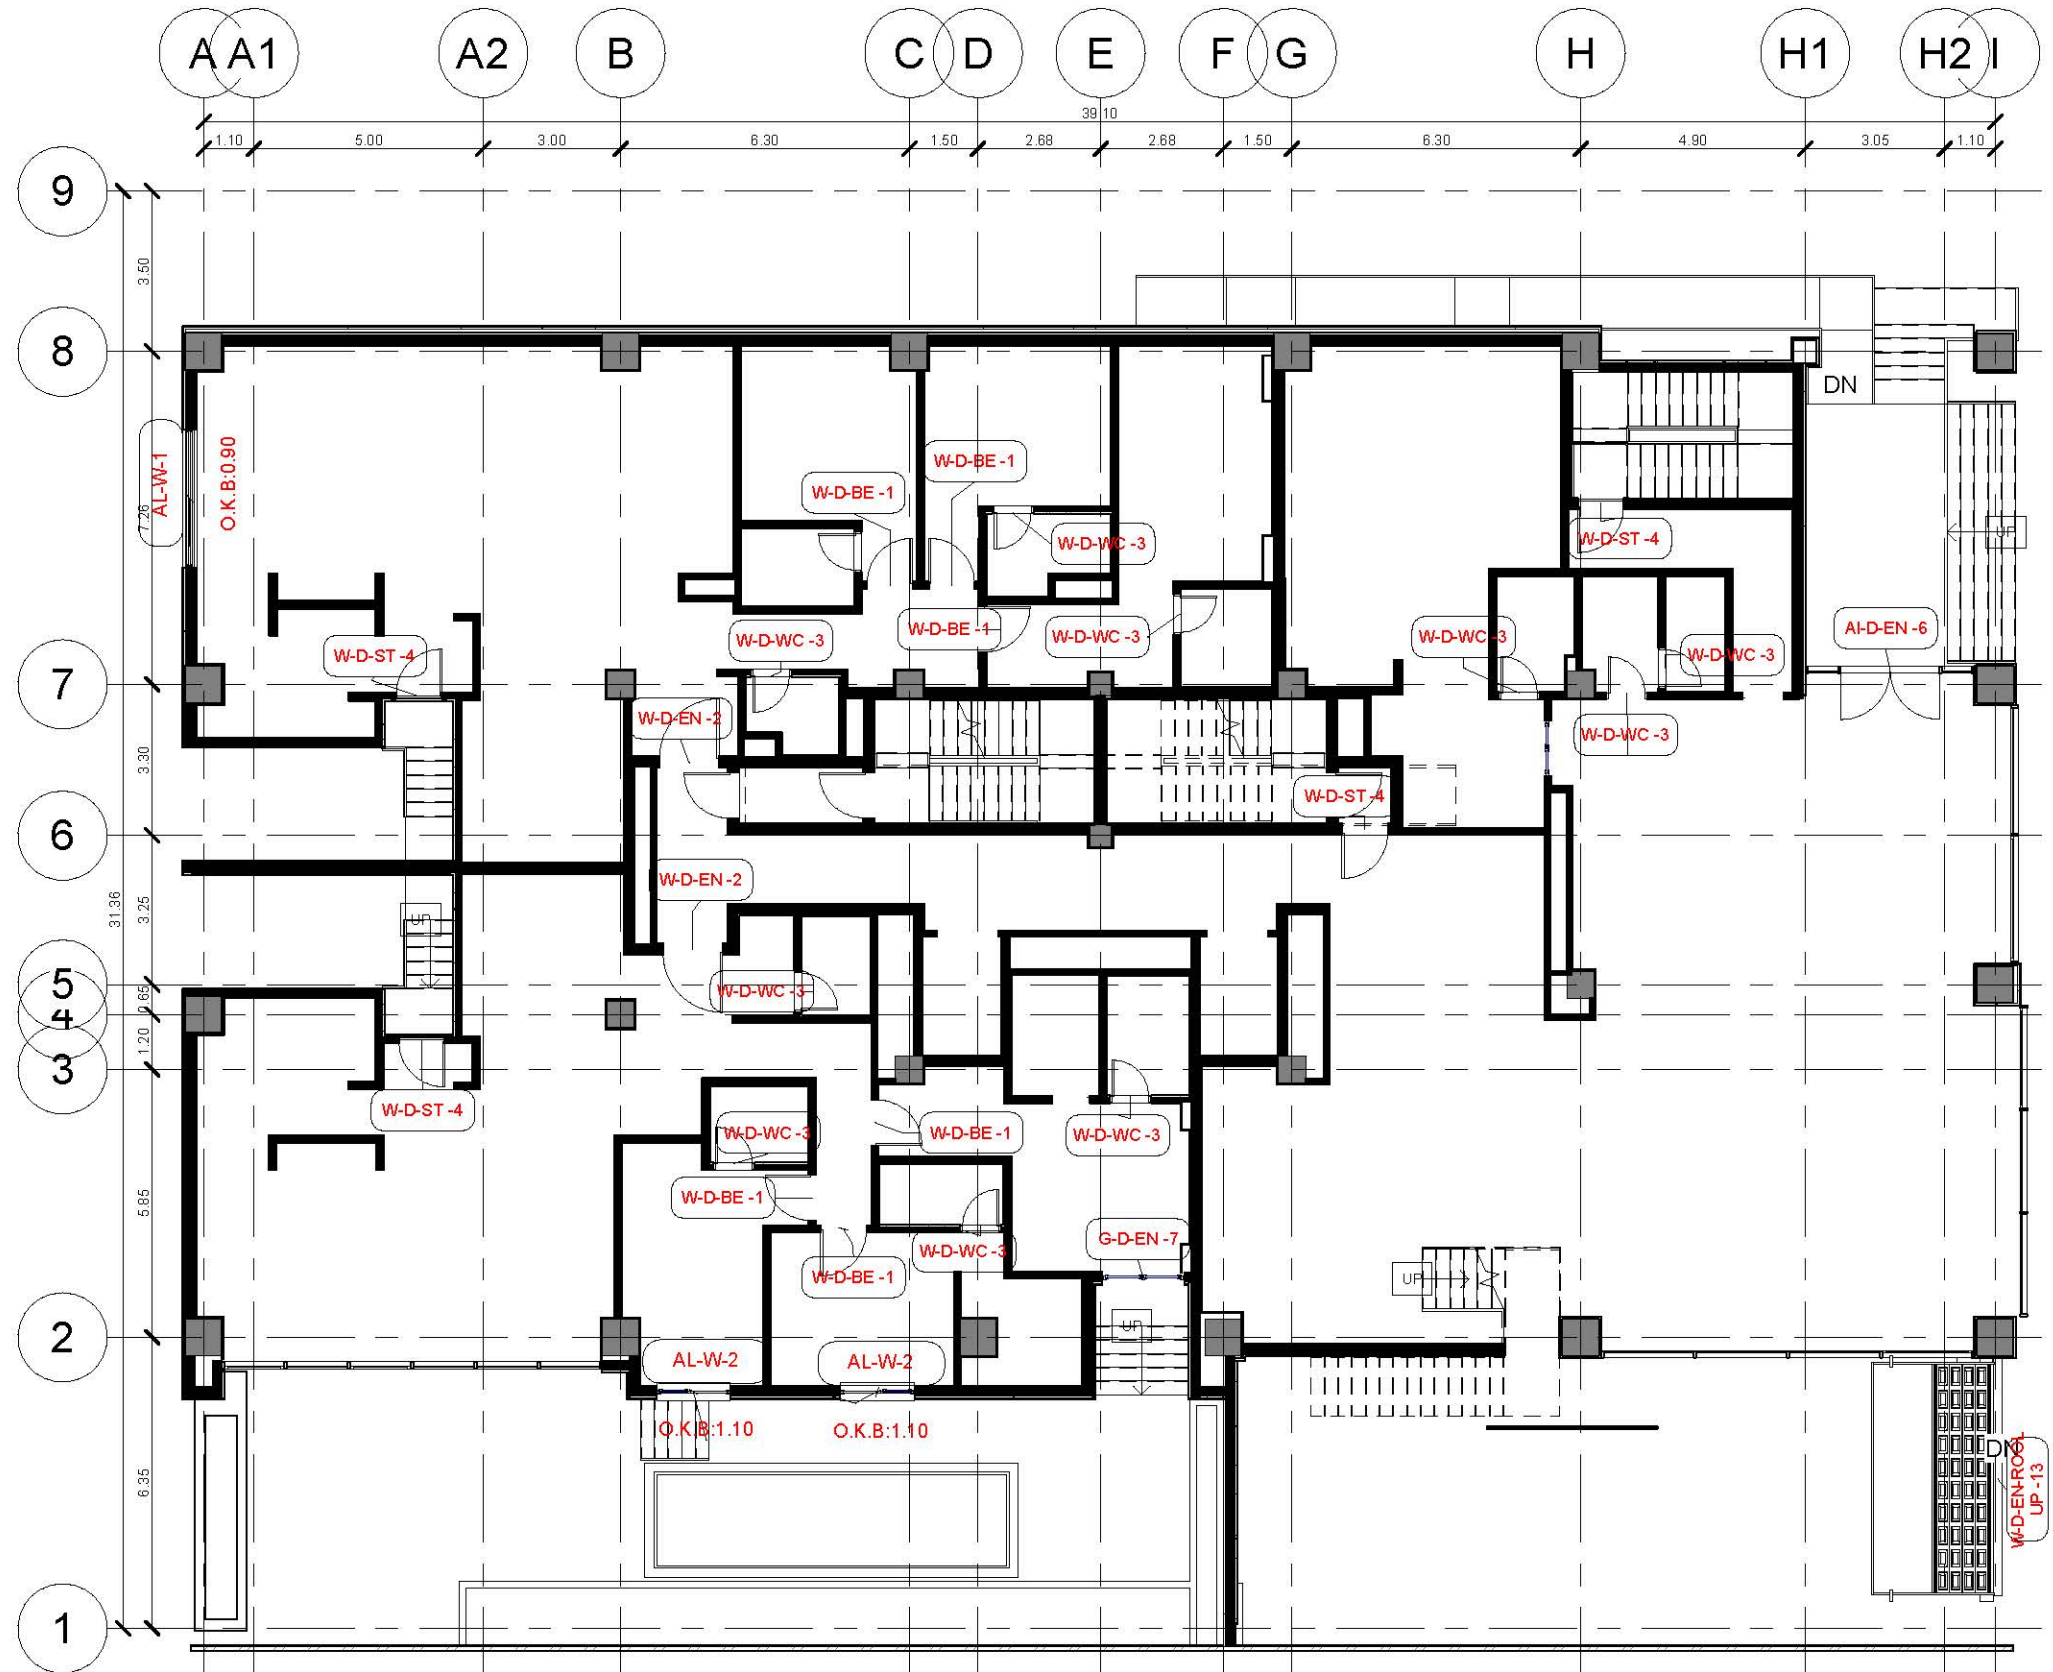 A A1 A2 B C D E F G H H1 H2 I
39.10
1.10 5.00 3.00 6.30 1.50 2.68 2.68 1.50 6.30 4.90 3.05 1.10
9
3.50
8
DN
AL-W-1
O.K.B:0.90
7.26
W-D-BE -1
W-D-BE -1
W-D-WC -3
W-D-ST -4
UP
W-D-ST -4
W-D-WC -3
W-D-BE -1
W-D-WC -3
W-D-WC -3
W-D-WC -3
AI-D-EN -6
7
W-D-EN -2
W-D-WC -3
3.30
W-D-ST -4
6
W-D-EN -2
31.36
3.25
UP
5
0.65
W-D-WC -3
4
1.20
3
W-D-ST -4
W-D-WC -3
W-D-BE -1
W-D-WC -3
5.85
W-D-BE -1
W-D-WC -3
G-D-EN -7
W-D-BE -1
UP
UP
2
AL-W-2
AL-W-2
O.K.B:1.10
O.K.B:1.10
DN
W-D-EN-ROOL
UP -13
6.35
1